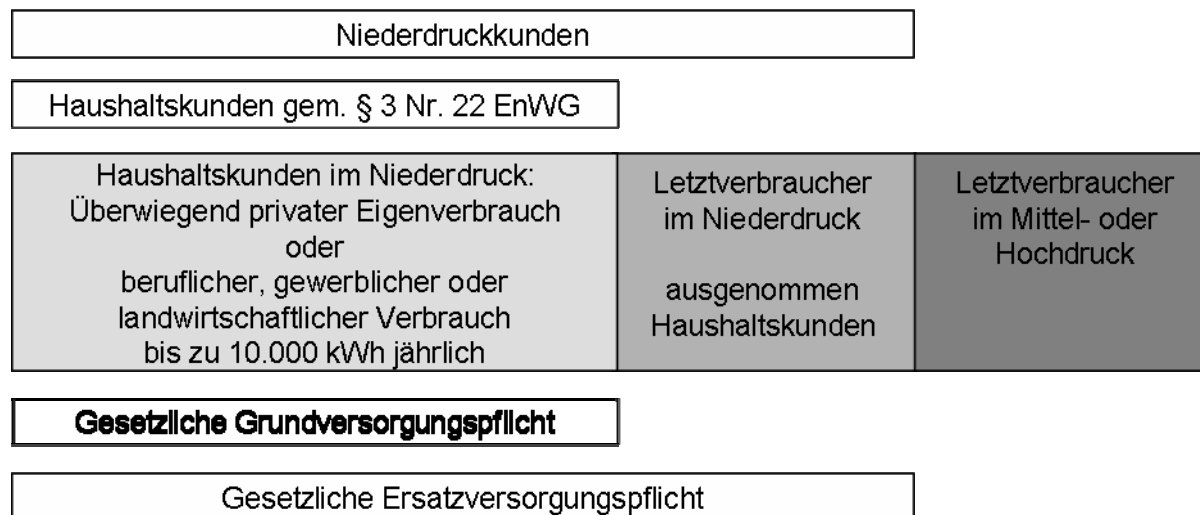 Niederdruckkunden
Haushaltskunden gem. § 3 Nr. 22 EnWG
Haushaltskunden im Niederdruck:
Überwiegend privater Eigenverbrauch
oder
beruflicher, gewerblicher oder
landwirtschaftlicher Verbrauch
bis zu 10.000 kWh jährlich
Letztverbraucher
im Niederdruck
ausgenommen
Haushaltskunden
Letztverbraucher
im Mittel- oder
Hochdruck
Gesetzliche Grundversorgungspflicht
Gesetzliche Ersatzversorgungspflicht